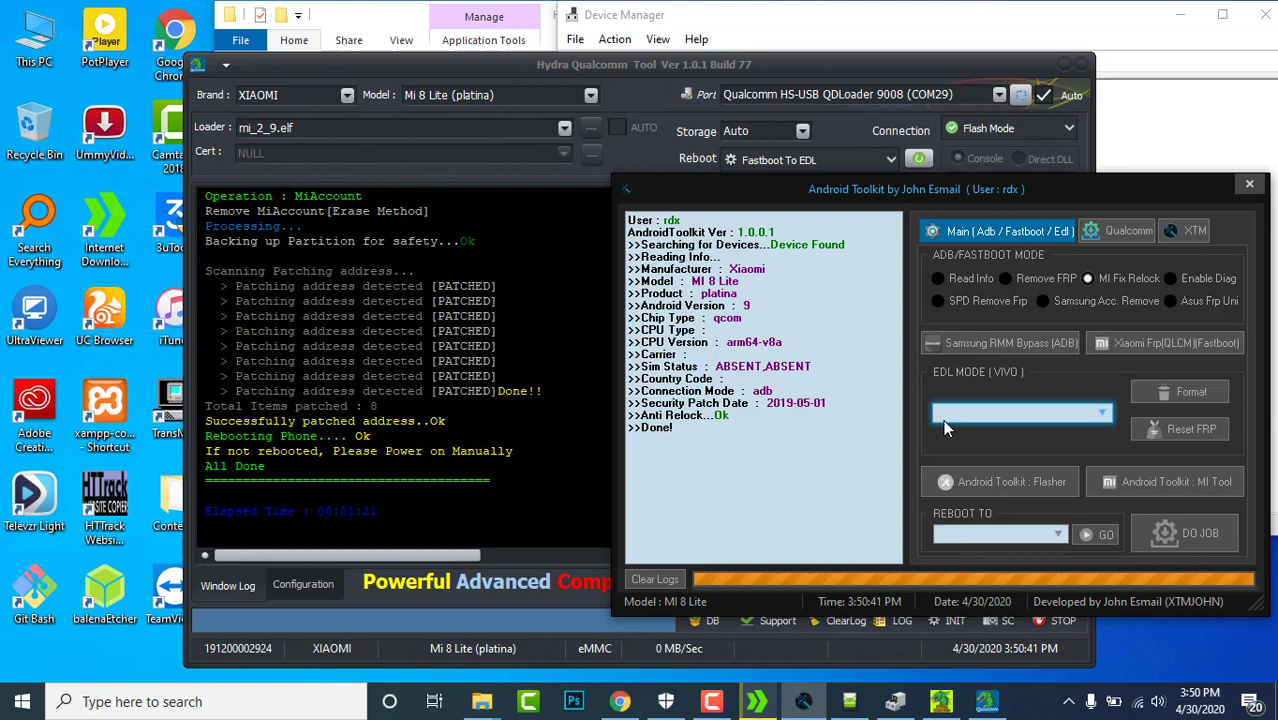 This PC
PotPlayer
Googl
Chron
Recycle Bin
UmmyVid...
Camta
2018
Search
Everything
Internet
Downlo...
3uToo
UltraViewer
UC Browser
iTune
Adobe
Creati...
xampp-co...
- Shortcut
TransM
Televzr Light
HTTrack
Websi...
Conte
Git Bash
balenaEtcher
TeamV
Manage
File
Home
Share
View
Application Tools
Device Manager
File Action View Help
Hydra Qualcomm Tool Ver 1.0.1 Build 77
Brand : XIAOMI Model : Mi 8 Lite (platina) Port Qualcomm HS-USB QDLoader 9008 (COM29) Auto
Loader : mi_2_9.elf AUTO Storage Auto Connection Flash Mode
Cert : NULL Reboot Fastboot To EDL Console Direct DLL
Operation : MiAccount
Remove MiAccount[Erase Method]
Processing...
Backing up Partition for safety...Ok
Scanning Patching address...
> Patching address detected [PATCHED]
> Patching address detected [PATCHED]
> Patching address detected [PATCHED]
> Patching address detected [PATCHED]
> Patching address detected [PATCHED]
> Patching address detected [PATCHED]
> Patching address detected [PATCHED]
> Patching address detected [PATCHED]Done!!
Total Items patched : 8
Successfully patched address..Ok
Rebooting Phone.... Ok
If not rebooted, Please Power on Manually
All Done
======================================
Elapsed Time : 00:01:21
Window Log Configuration Powerful Advanced Comp
DB Support ClearLog LOG INIT SC STOP
191200002924 XIAOMI Mi 8 Lite (platina) eMMC 0 MB/Sec 4/30/2020 3:50:41 PM
Android Toolkit by John Esmail ( User : rdx )
User : rdx
AndroidToolkit Ver : 1.0.0.1
>>Searching for Devices...Device Found
>>Reading Info...
>>Manufacturer : Xiaomi
>>Model : MI 8 Lite
>>Product : platina
>>Android Version : 9
>>Chip Type : qcom
>>CPU Type :
>>CPU Version : arm64-v8a
>>Carrier :
>>Sim Status : ABSENT,ABSENT
>>Country Code :
>>Connection Mode : adb
>>Security Patch Date : 2019-05-01
>>Anti Relock...Ok
>>Done!
Main ( Adb / Fastboot / Edl ) Qualcomm XTM
ADB/FASTBOOT MODE
Read Info Remove FRP MI Fix Relock Enable Diag
SPD Remove Frp Samsung Acc. Remove Asus Frp Uni
Samsung RMM Bypass (ADB) Xiaomi Frp(QLCM)(Fastboot)
EDL MODE ( VIVO )
Format
Reset FRP
Android Toolkit : Flasher Android Toolkit : MI Tool
REBOOT TO
GO DO JOB
Clear Logs
Model : MI 8 Lite Time: 3:50:41 PM Date: 4/30/2020 Developed by John Esmail (XTMJOHN)
Type here to search
3:50 PM
4/30/2020
20